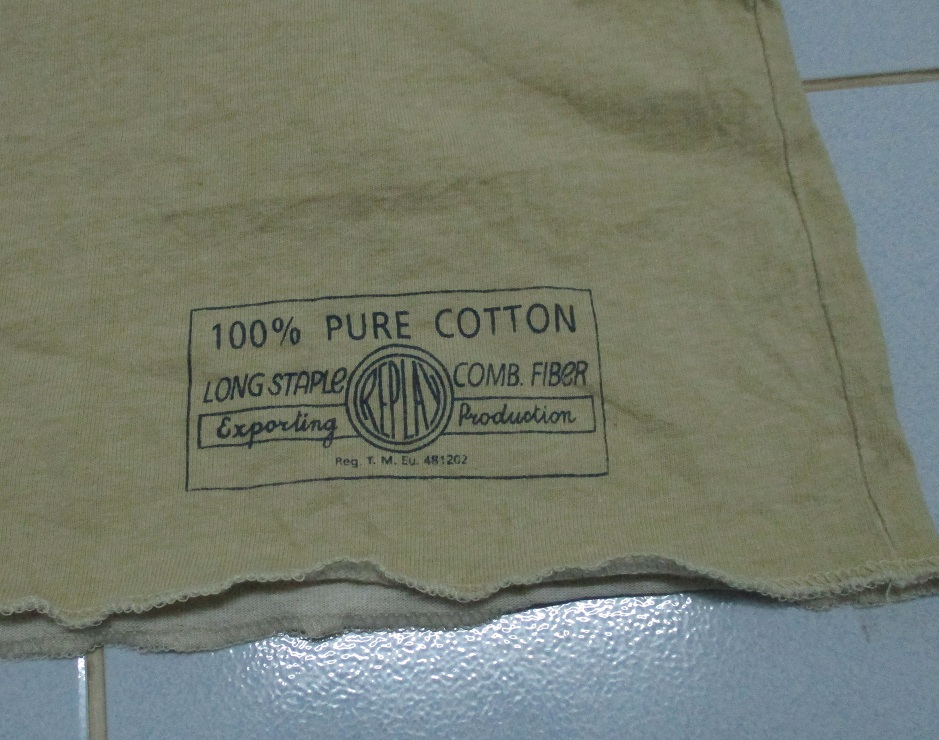 100% PURE COTTON
LONG STAPLE REPLAY COMB. FIBER
Exporting Production
Reg. T. M. Eu. 481202